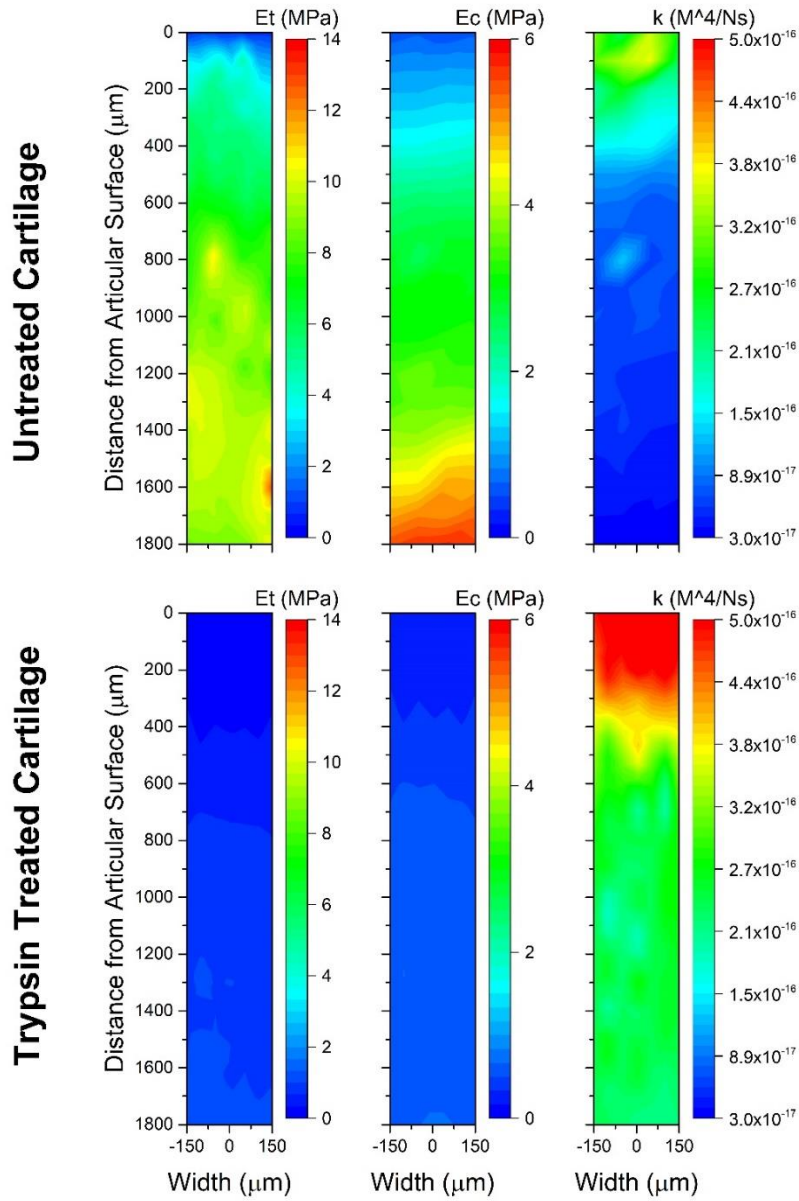 Untreated Cartilage
Distance from Articular Surface (μm)
0
200
400
600
800
1000
1200
1400
1600
1800
Et (MPa)
14
12
10
8
6
4
2
0
Ec (MPa)
6
4
2
0
k (M^4/Ns)
5.0x10-16
4.4x10-16
3.8x10-16
3.2x10-16
2.7x10-16
2.1x10-16
1.5x10-16
8.9x10-17
3.0x10-17
Trypsin Treated Cartilage
Distance from Articular Surface (μm)
0
200
400
600
800
1000
1200
1400
1600
1800
Et (MPa)
14
12
10
8
6
4
2
0
-150 0 150
Width (μm)
Ec (MPa)
6
4
2
0
-150 0 150
Width (μm)
k (M^4/Ns)
5.0x10-16
4.4x10-16
3.8x10-16
3.2x10-16
2.7x10-16
2.1x10-16
1.5x10-16
8.9x10-17
3.0x10-17
-150 0 150
Width (μm)